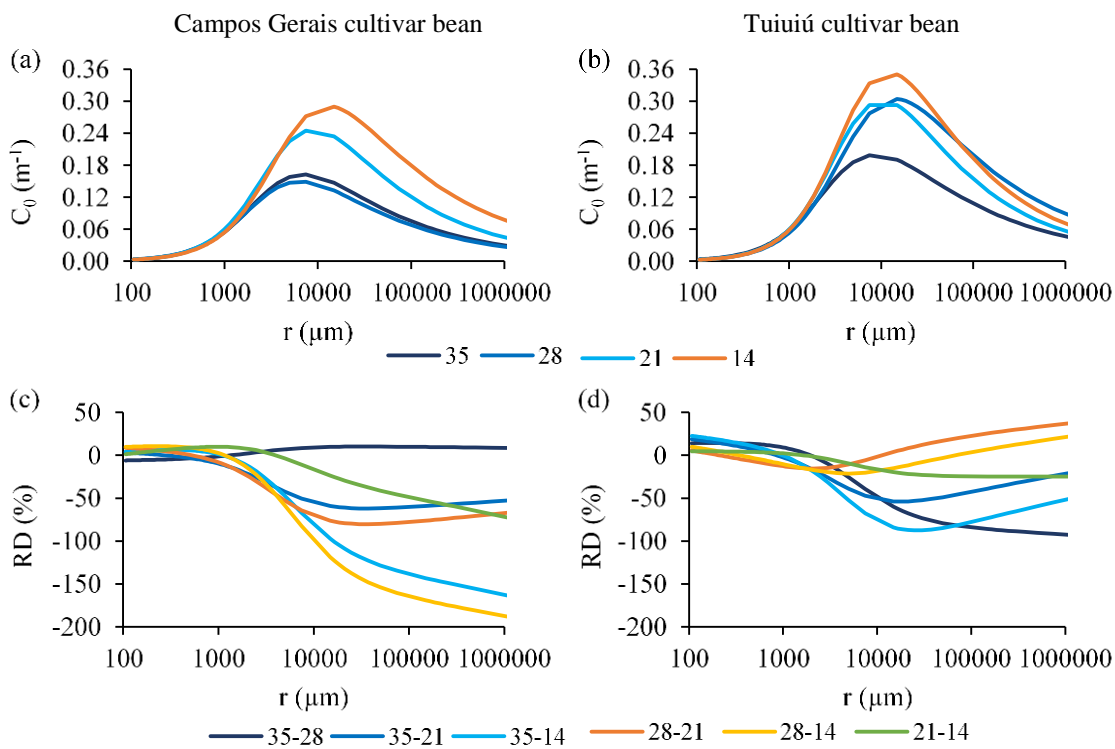 Campos Gerais cultivar bean
Tuiuiú cultivar bean
(a)
C₀ (m⁻¹)
0.36
0.30
0.24
0.18
0.12
0.06
0.00
100 1000 10000 100000 1000000
r (µm)
(b)
C₀ (m⁻¹)
0.36
0.30
0.24
0.18
0.12
0.06
0.00
100 1000 10000 100000 1000000
r (µm)
35 28 21 14
(c)
RD (%)
50
0
-50
-100
-150
-200
100 1000 10000 100000 1000000
r (µm)
(d)
RD (%)
50
0
-50
-100
-150
-200
100 1000 10000 100000 1000000
r (µm)
35-28 35-21 35-14 28-21 28-14 21-14